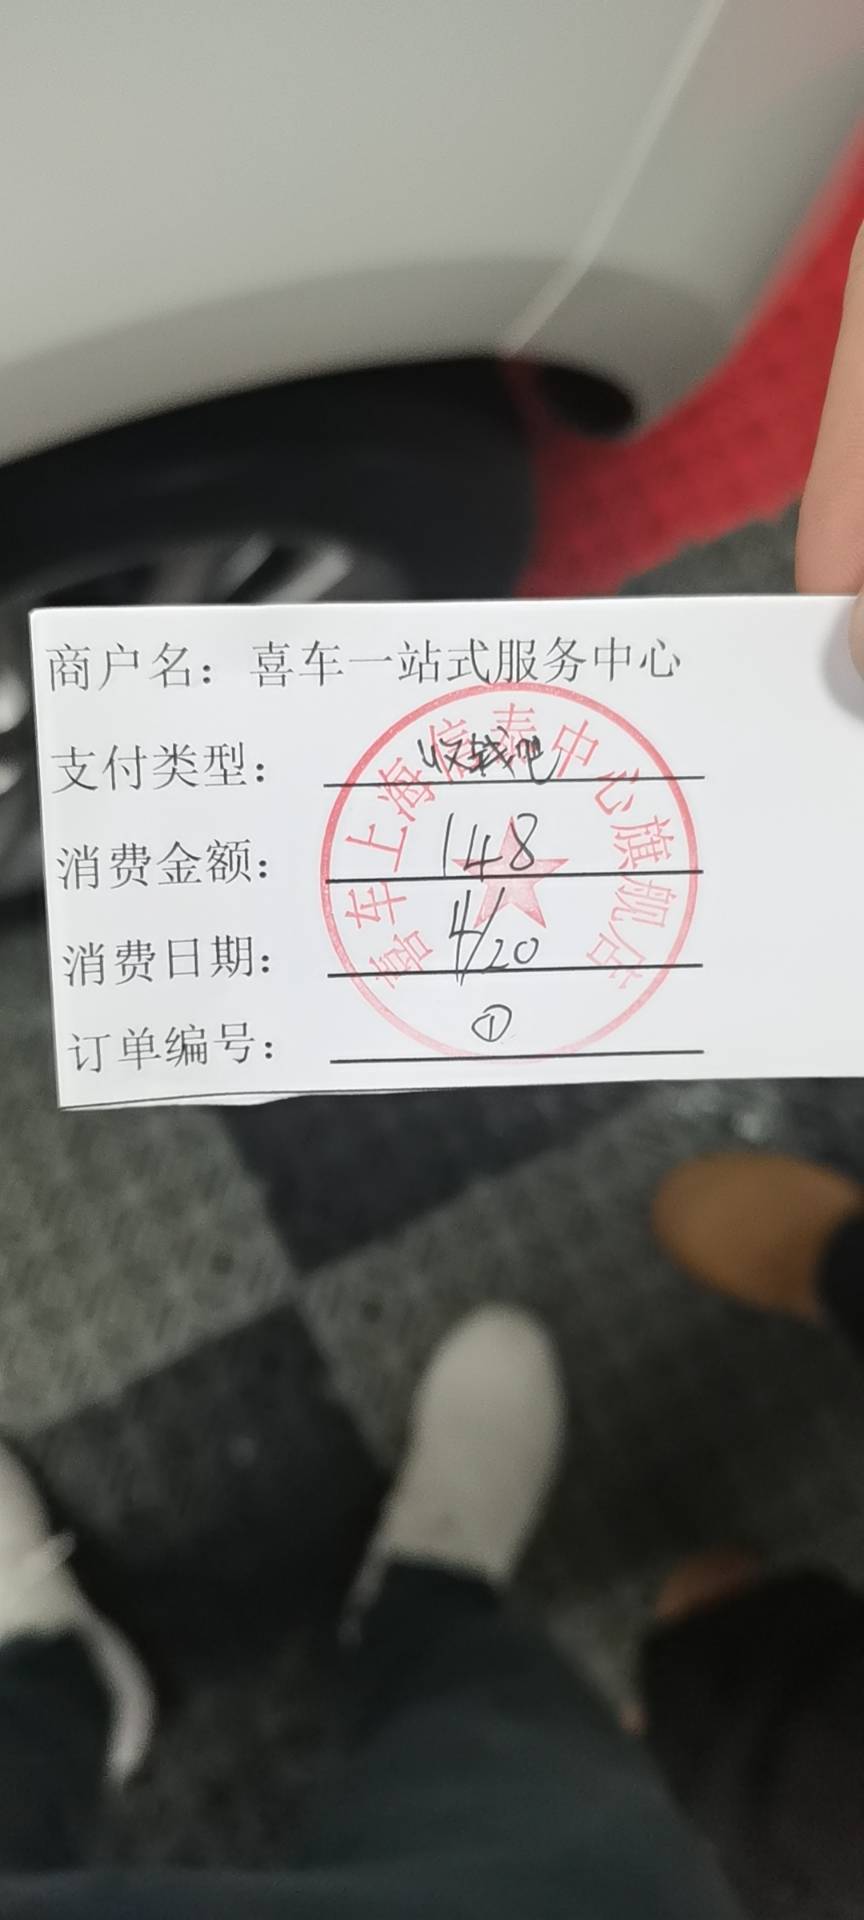 商户名：喜车一站式服务中心
支付类型：收钱吧
消费金额：148
消费日期：4/20
订单编号：①
喜车上海信泰中心旗舰店